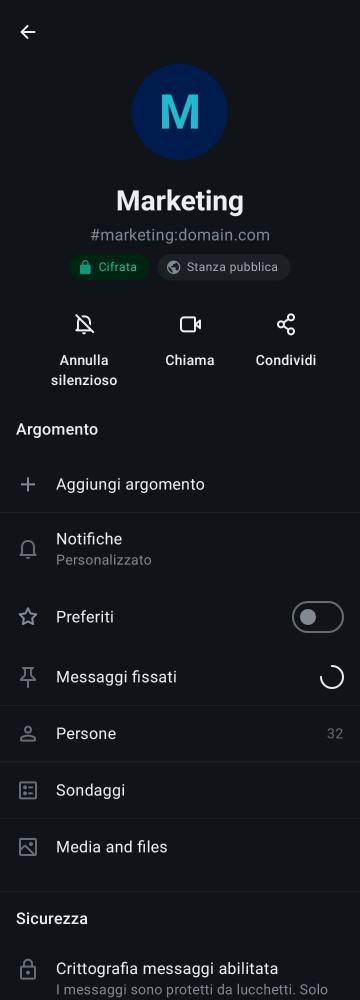 M
Marketing
#marketing:domain.com
Cifrata
Stanza pubblica
Annulla
silenzioso
Chiama
Condividi
Argomento
Aggiungi argomento
Notifiche
Personalizzato
Preferiti
Messaggi fissati
Persone
32
Sondaggi
Media and files
Sicurezza
Crittografia messaggi abilitata
I messaggi sono protetti da lucchetti. Solo